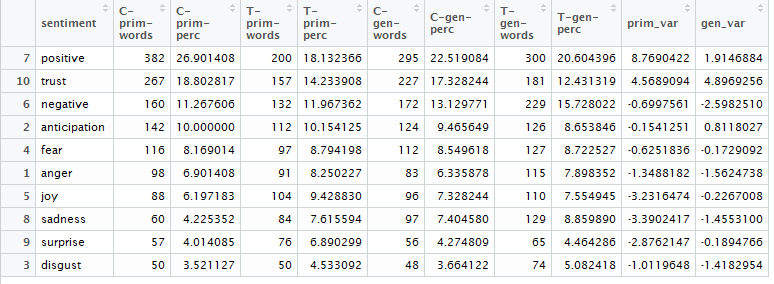 sentiment C-prim-words C-prim-perc T-prim-words T-prim-perc C-gen-words C-gen-perc T-gen-words T-gen-perc prim_var gen_var
7 positive 382 26.901408 200 18.132366 295 22.519084 300 20.604396 8.7690422 1.9146884
10 trust 267 18.802817 157 14.233908 227 17.328244 181 12.431319 4.5689094 4.8969256
6 negative 160 11.267606 132 11.967362 172 13.129771 229 15.728022 -0.6997561 -2.5982510
2 anticipation 142 10.000000 112 10.154125 124 9.465649 126 8.653846 -0.1541251 0.8118027
4 fear 116 8.169014 97 8.794198 112 8.549618 127 8.722527 -0.6251836 -0.1729092
1 anger 98 6.901408 91 8.250227 83 6.335878 115 7.898352 -1.3488182 -1.5624738
5 joy 88 6.197183 104 9.428830 96 7.328244 110 7.554945 -3.2316474 -0.2267008
8 sadness 60 4.225352 84 7.615594 97 7.404580 129 8.859890 -3.3902417 -1.4553100
9 surprise 57 4.014085 76 6.890299 56 4.274809 65 4.464286 -2.8762147 -0.1894766
3 disgust 50 3.521127 50 4.533092 48 3.664122 74 5.082418 -1.0119648 -1.4182954